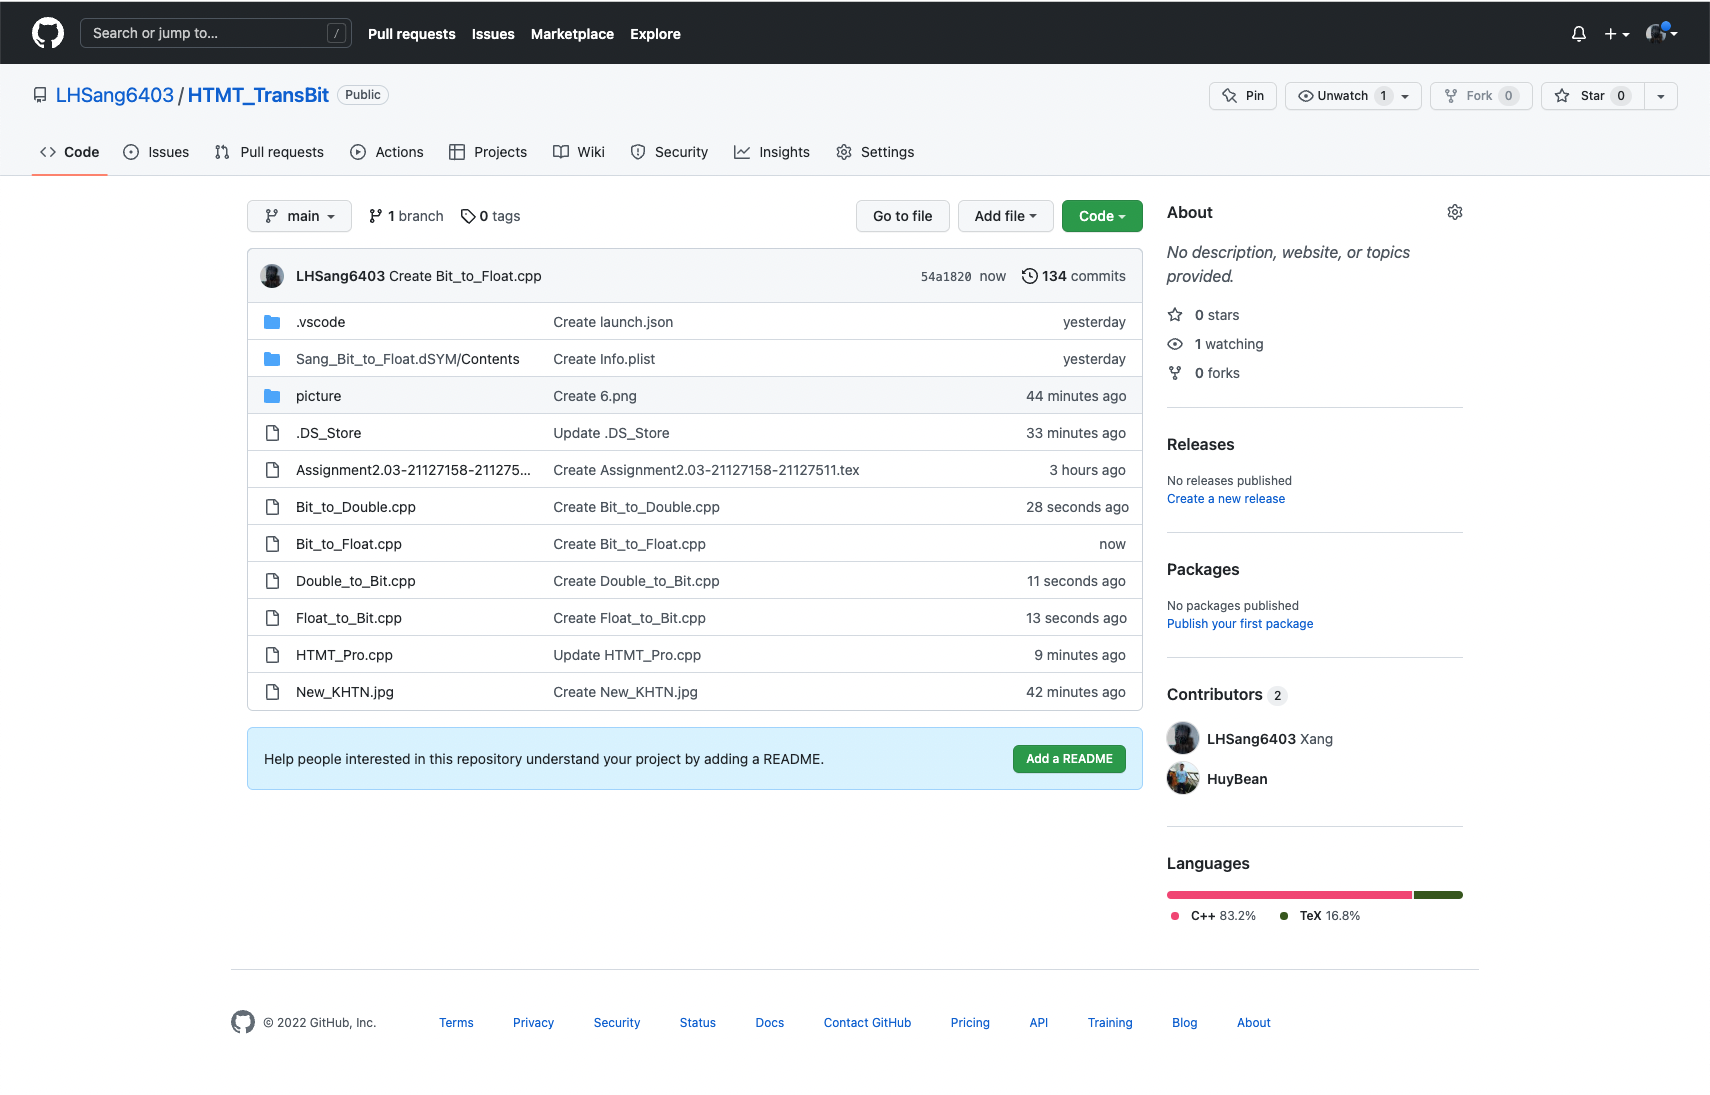 Search or jump to... /
Pull requests Issues Marketplace Explore
LHSang6403 / HTMT_TransBit Public
Pin Unwatch 1 Fork 0 Star 0
Code Issues Pull requests Actions Projects Wiki Security Insights Settings
main 1 branch 0 tags
Go to file Add file Code
LHSang6403 Create Bit_to_Float.cpp 54a1820 now 134 commits
.vscode Create launch.json yesterday
Sang_Bit_to_Float.dSYM/Contents Create Info.plist yesterday
picture Create 6.png 44 minutes ago
.DS_Store Update .DS_Store 33 minutes ago
Assignment2.03-21127158-211275... Create Assignment2.03-21127158-21127511.tex 3 hours ago
Bit_to_Double.cpp Create Bit_to_Double.cpp 28 seconds ago
Bit_to_Float.cpp Create Bit_to_Float.cpp now
Double_to_Bit.cpp Create Double_to_Bit.cpp 11 seconds ago
Float_to_Bit.cpp Create Float_to_Bit.cpp 13 seconds ago
HTMT_Pro.cpp Update HTMT_Pro.cpp 9 minutes ago
New_KHTN.jpg Create New_KHTN.jpg 42 minutes ago
Help people interested in this repository understand your project by adding a README. Add a README
About
No description, website, or topics
provided.
0 stars
1 watching
0 forks
Releases
No releases published
Create a new release
Packages
No packages published
Publish your first package
Contributors 2
LHSang6403 Xang
HuyBean
Languages
C++ 83.2% TeX 16.8%
© 2022 GitHub, Inc. Terms Privacy Security Status Docs Contact GitHub Pricing API Training Blog About